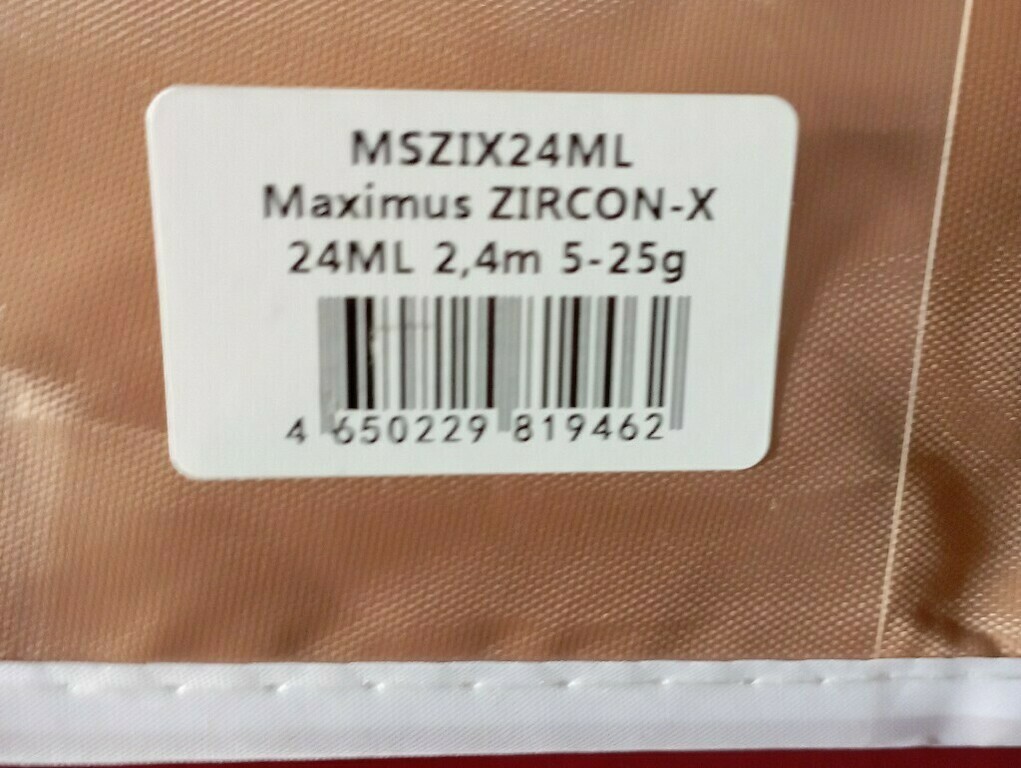 MSZIX24ML
Maximus ZIRCON-X
24ML 2,4m 5-25g
4 650229 819462